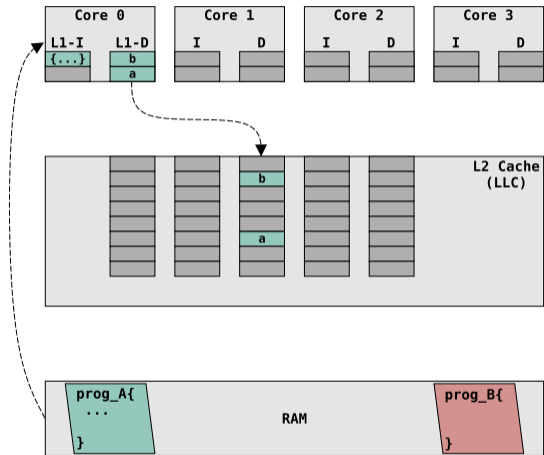 Core 0
Core 1
Core 2
Core 3
L1-I
L1-D
I
D
I
D
I
D
{...}
b
a
L2 Cache
(LLC)
b
a
prog_A{
...
}
RAM
prog_B{
}